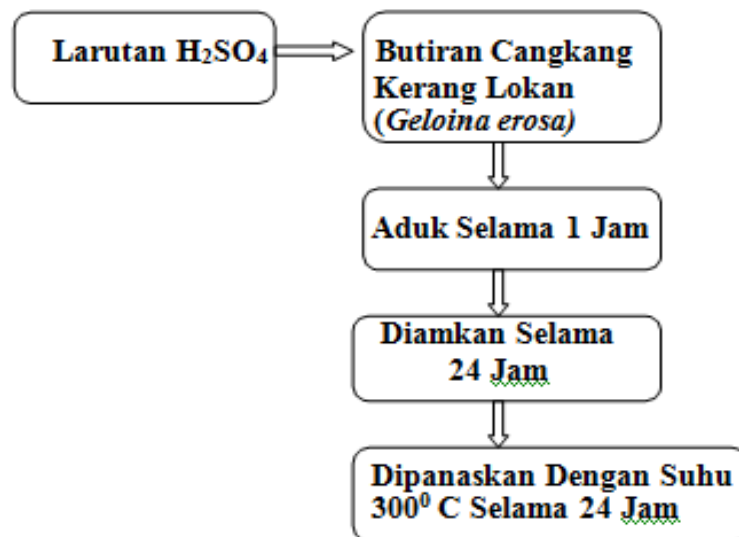 Larutan H₂SO₄
Butiran Cangkang
Kerang Lokan
(Geloina erosa)
Aduk Selama 1 Jam
Diamkan Selama
24 Jam
Dipanaskan Dengan Suhu
300⁰ C Selama 24 Jam